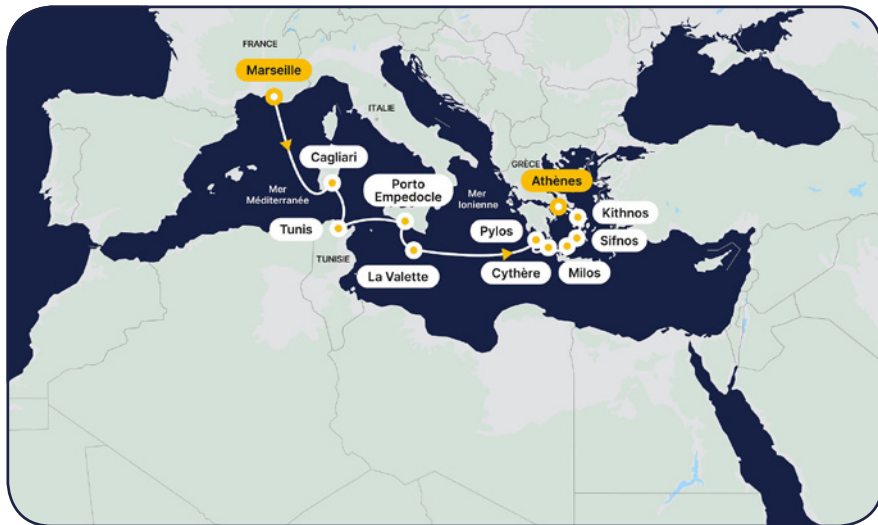 FRANCE
Marseille
ITALIE
Cagliari
Mer
Méditerranée
Porto
Empedocle
Mer
Ionienne
GRÈCE
Athènes
Kithnos
Tunis
Pylos
Sifnos
TUNISIE
La Valette
Cythère
Milos